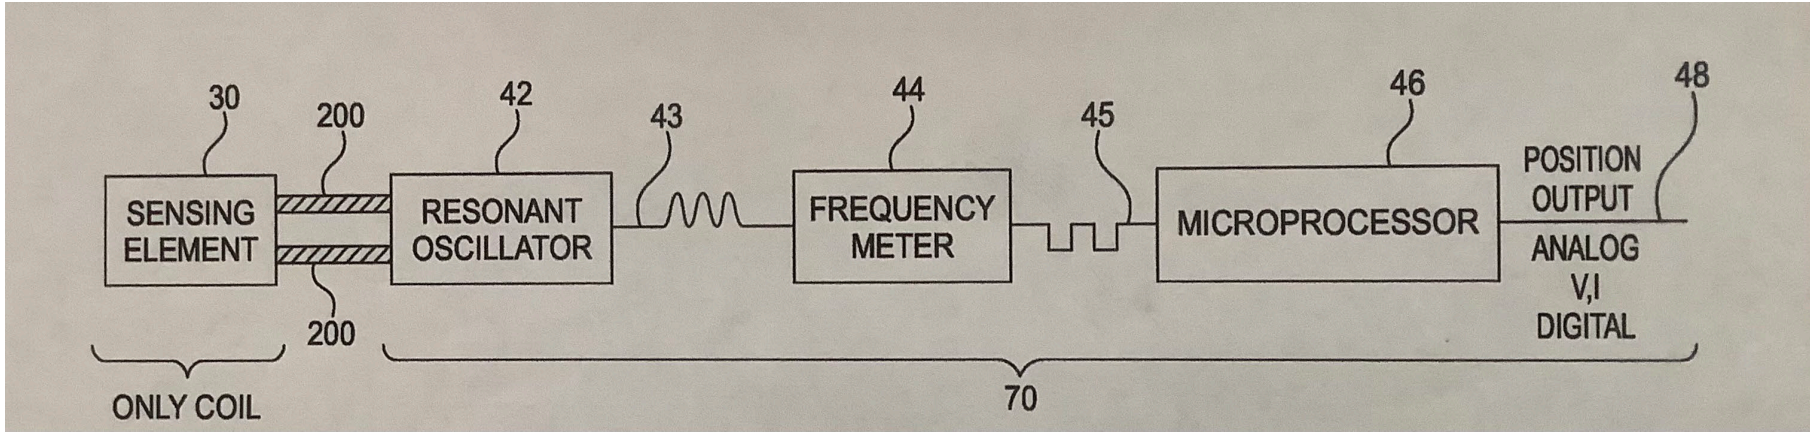 30
200
42
43
44
45
46
48
SENSING
ELEMENT
RESONANT
OSCILLATOR
FREQUENCY
METER
MICROPROCESSOR
POSITION
OUTPUT
ANALOG
V,I
DIGITAL
200
ONLY COIL
70